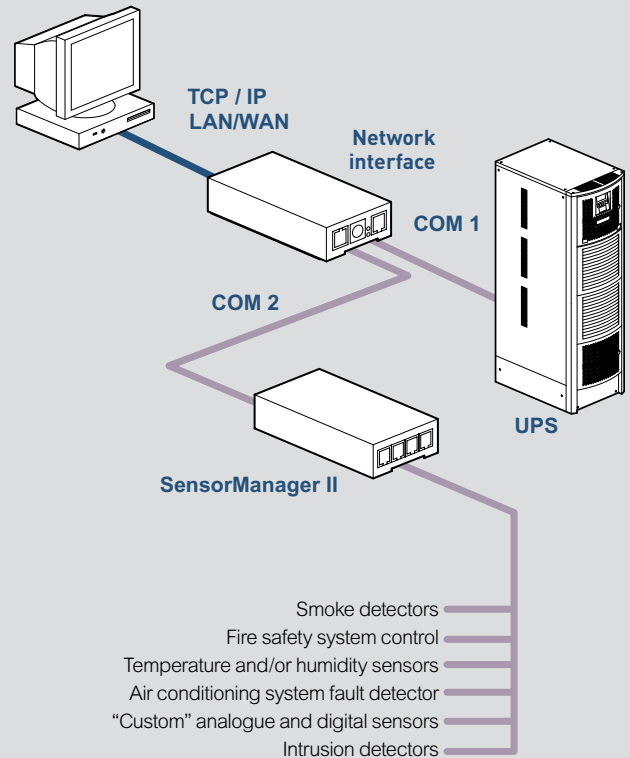 TCP / IP
LAN/WAN
Network
interface
COM 1
COM 2
UPS
SensorManager II
Smoke detectors
Fire safety system control
Temperature and/or humidity sensors
Air conditioning system fault detector
“Custom” analogue and digital sensors
Intrusion detectors